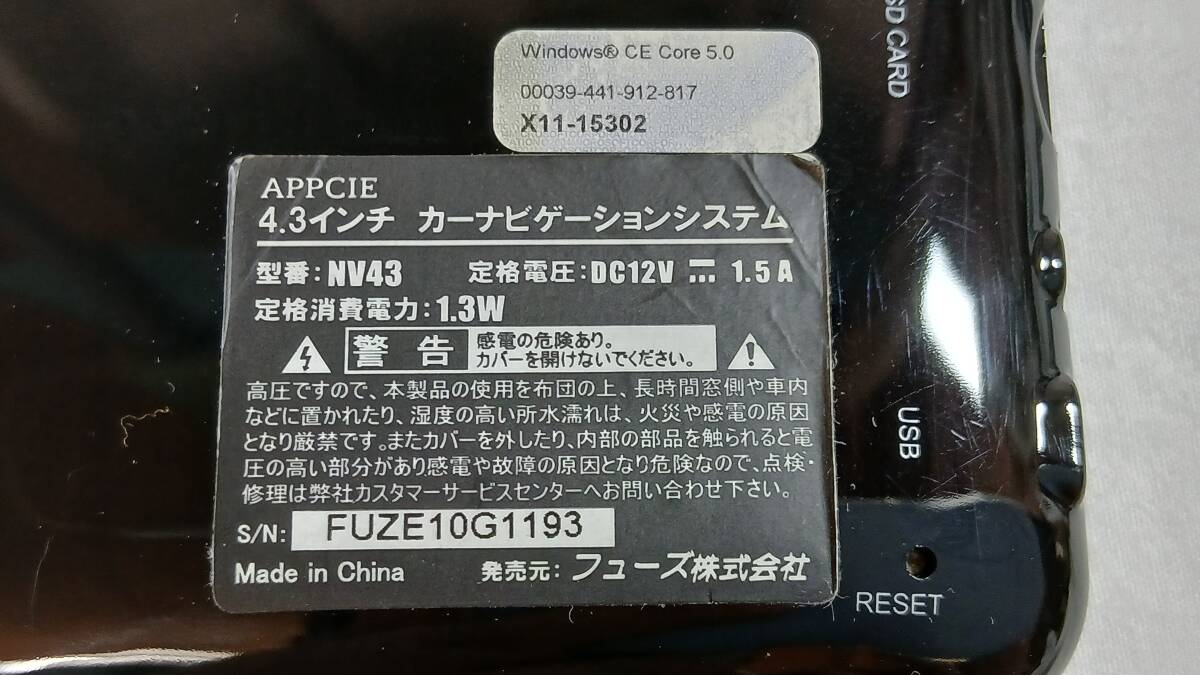 Windows® CE Core 5.0
00039-441-912-817
X11-15302
SD CARD
APPCIE
4.3インチ カーナビゲーションシステム
型番:NV43 定格電圧:DC12V ⎓ 1.5A
定格消費電力:1.3W
警告
感電の危険あり。
カバーを開けないでください。
高圧ですので、本製品の使用を布団の上、長時間窓側や車内
などに置かれたり、湿度の高い所水濡れは、火災や感電の原因
となり厳禁です。またカバーを外したり、内部の部品を触られると電
圧の高い部分があり感電や故障の原因となり危険なので、点検・
修理は弊社カスタマーサービスセンターへお問い合わせ下さい。
S/N: FUZE10G1193
Made in China 発売元:フューズ株式会社
USB
RESET